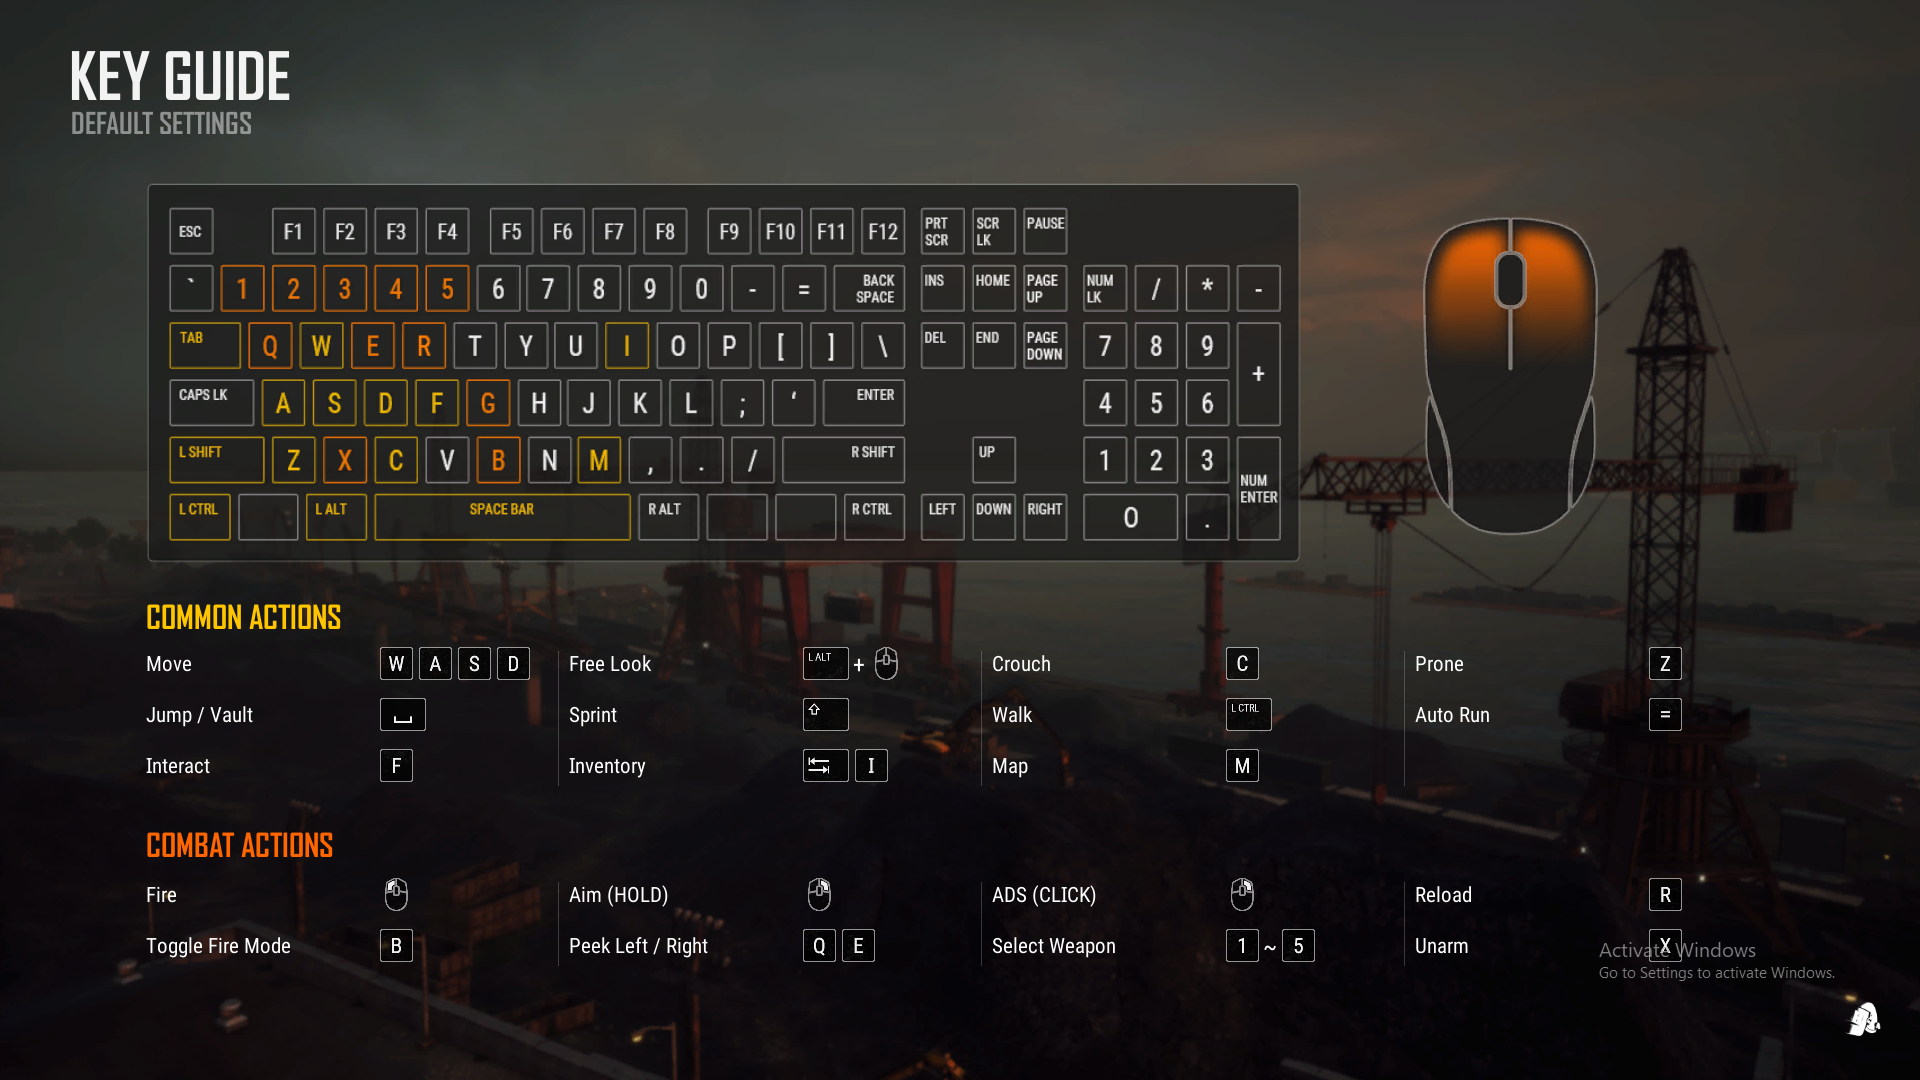 KEY GUIDE
DEFAULT SETTINGS
ESC F1 F2 F3 F4 F5 F6 F7 F8 F9 F10 F11 F12 PRT SCR SCR LK PAUSE
` 1 2 3 4 5 6 7 8 9 0 - = BACK SPACE INS HOME PAGE UP NUM LK / * -
TAB Q W E R T Y U I O P [ ] \ DEL END PAGE DOWN 7 8 9 +
CAPS LK A S D F G H J K L ; ‘ ENTER 4 5 6
L SHIFT Z X C V B N M , . / R SHIFT UP 1 2 3 NUM ENTER
L CTRL L ALT SPACE BAR R ALT R CTRL LEFT DOWN RIGHT 0 .
COMMON ACTIONS
Move W A S D Free Look L ALT + Crouch C Prone Z
Jump / Vault Sprint Walk L CTRL Auto Run =
Interact F Inventory I Map M
COMBAT ACTIONS
Fire Aim (HOLD) ADS (CLICK) Reload R
Toggle Fire Mode B Peek Left / Right Q E Select Weapon 1 ~ 5 Unarm X
Activate Windows
Go to Settings to activate Windows.